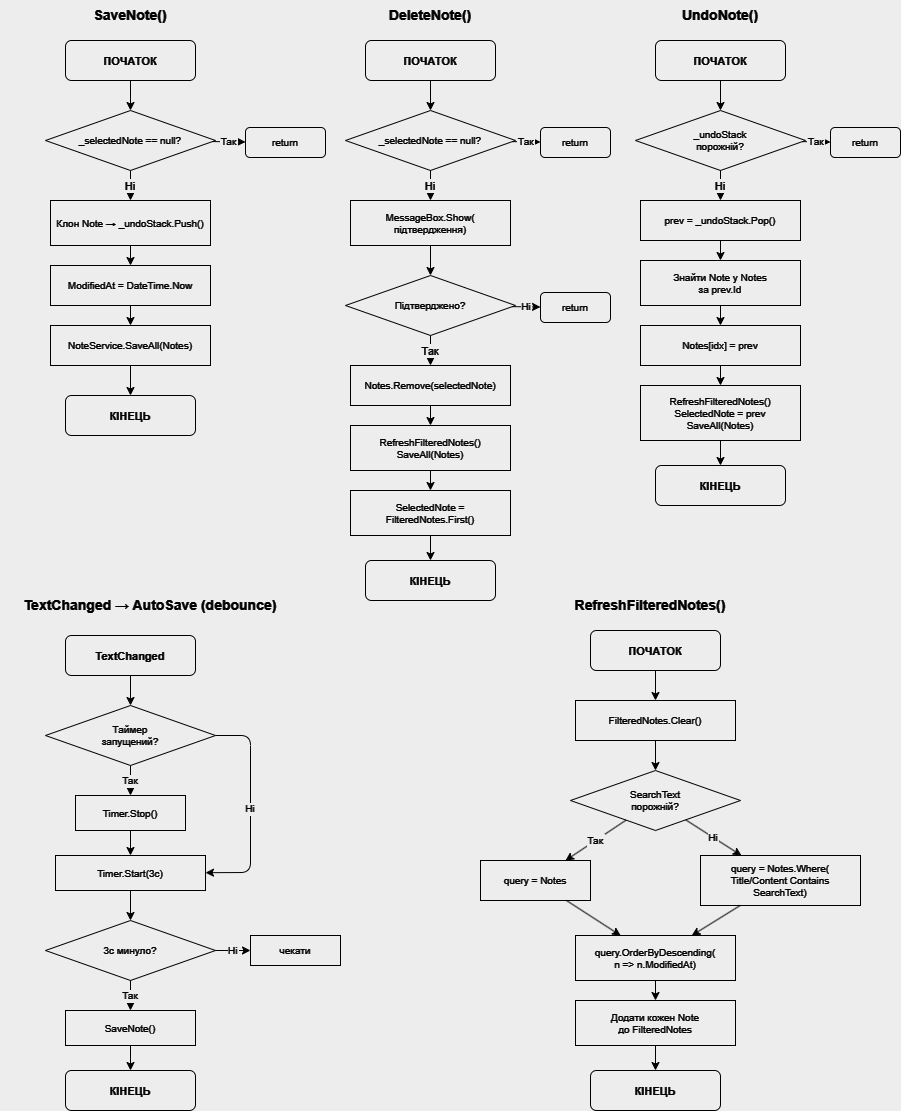 SaveNote()
ПОЧАТОК
_selectedNote == null?
Так
return
Ні
Клон Note → _undoStack.Push()
ModifiedAt = DateTime.Now
NoteService.SaveAll(Notes)
КІНЕЦЬ
DeleteNote()
ПОЧАТОК
_selectedNote == null?
Так
return
Ні
MessageBox.Show(
підтвердження)
Підтверджено?
Ні
return
Так
Notes.Remove(selectedNote)
RefreshFilteredNotes()
SaveAll(Notes)
SelectedNote =
FilteredNotes.First()
КІНЕЦЬ
UndoNote()
ПОЧАТОК
_undoStack
порожній?
Так
return
Ні
prev = _undoStack.Pop()
Знайти Note у Notes
за prev.Id
Notes[idx] = prev
RefreshFilteredNotes()
SelectedNote = prev
SaveAll(Notes)
КІНЕЦЬ
TextChanged → AutoSave (debounce)
TextChanged
Таймер
запущений?
Так
Ні
Timer.Stop()
Timer.Start(3с)
3с минуло?
Ні
чекати
Так
SaveNote()
КІНЕЦЬ
RefreshFilteredNotes()
ПОЧАТОК
FilteredNotes.Clear()
SearchText
порожній?
Так
Ні
query = Notes
query = Notes.Where(
Title/Content Contains
SearchText)
query.OrderByDescending(
n => n.ModifiedAt)
Додати кожен Note
до FilteredNotes
КІНЕЦЬ